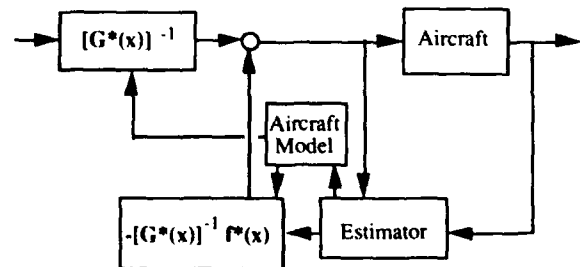 [G*(x)] -1
Aircraft
Aircraft
Model
-[G*(x)]-1 f*(x)
Estimator